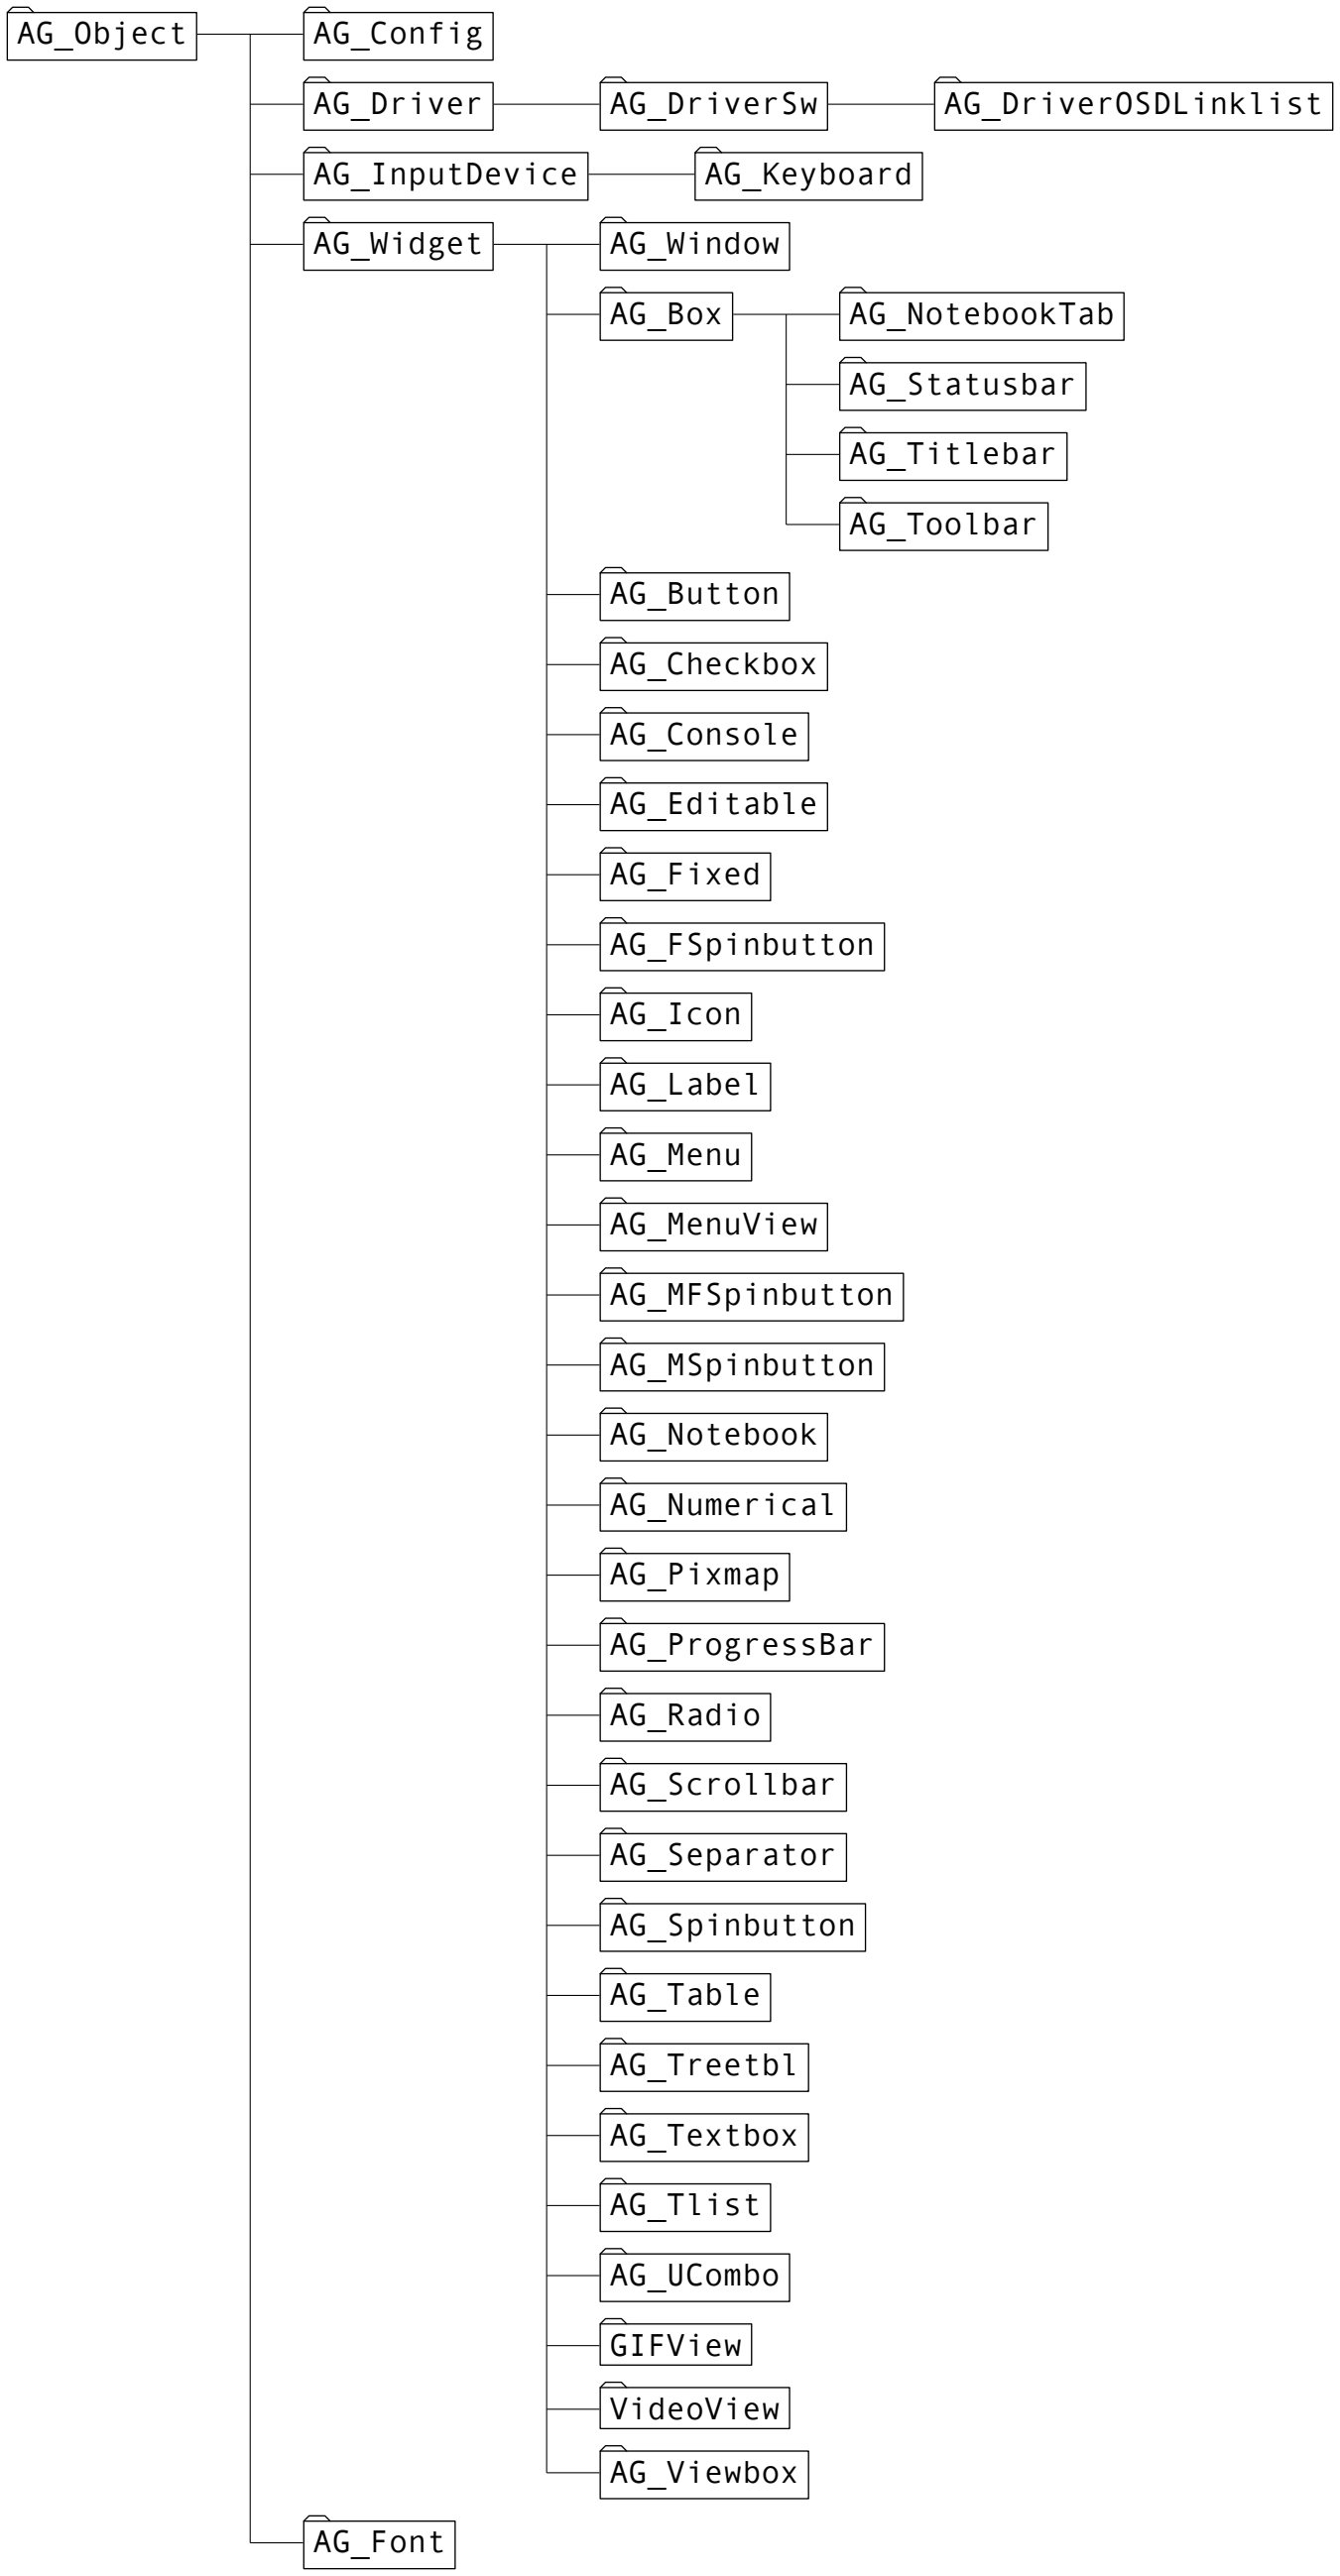 AG_Object AG_Config
AG_Driver AG_DriverSw AG_DriverOSDLinklist
AG_InputDevice AG_Keyboard
AG_Widget AG_Window
AG_Box AG_NotebookTab
AG_Statusbar
AG_Titlebar
AG_Toolbar
AG_Button
AG_Checkbox
AG_Console
AG_Editable
AG_Fixed
AG_FSpinbutton
AG_Icon
AG_Label
AG_Menu
AG_MenuView
AG_MFSpinbutton
AG_MSpinbutton
AG_Notebook
AG_Numerical
AG_Pixmap
AG_ProgressBar
AG_Radio
AG_Scrollbar
AG_Separator
AG_Spinbutton
AG_Table
AG_Treetbl
AG_Textbox
AG_Tlist
AG_UCombo
GIFView
VideoView
AG_Viewbox
AG_Font